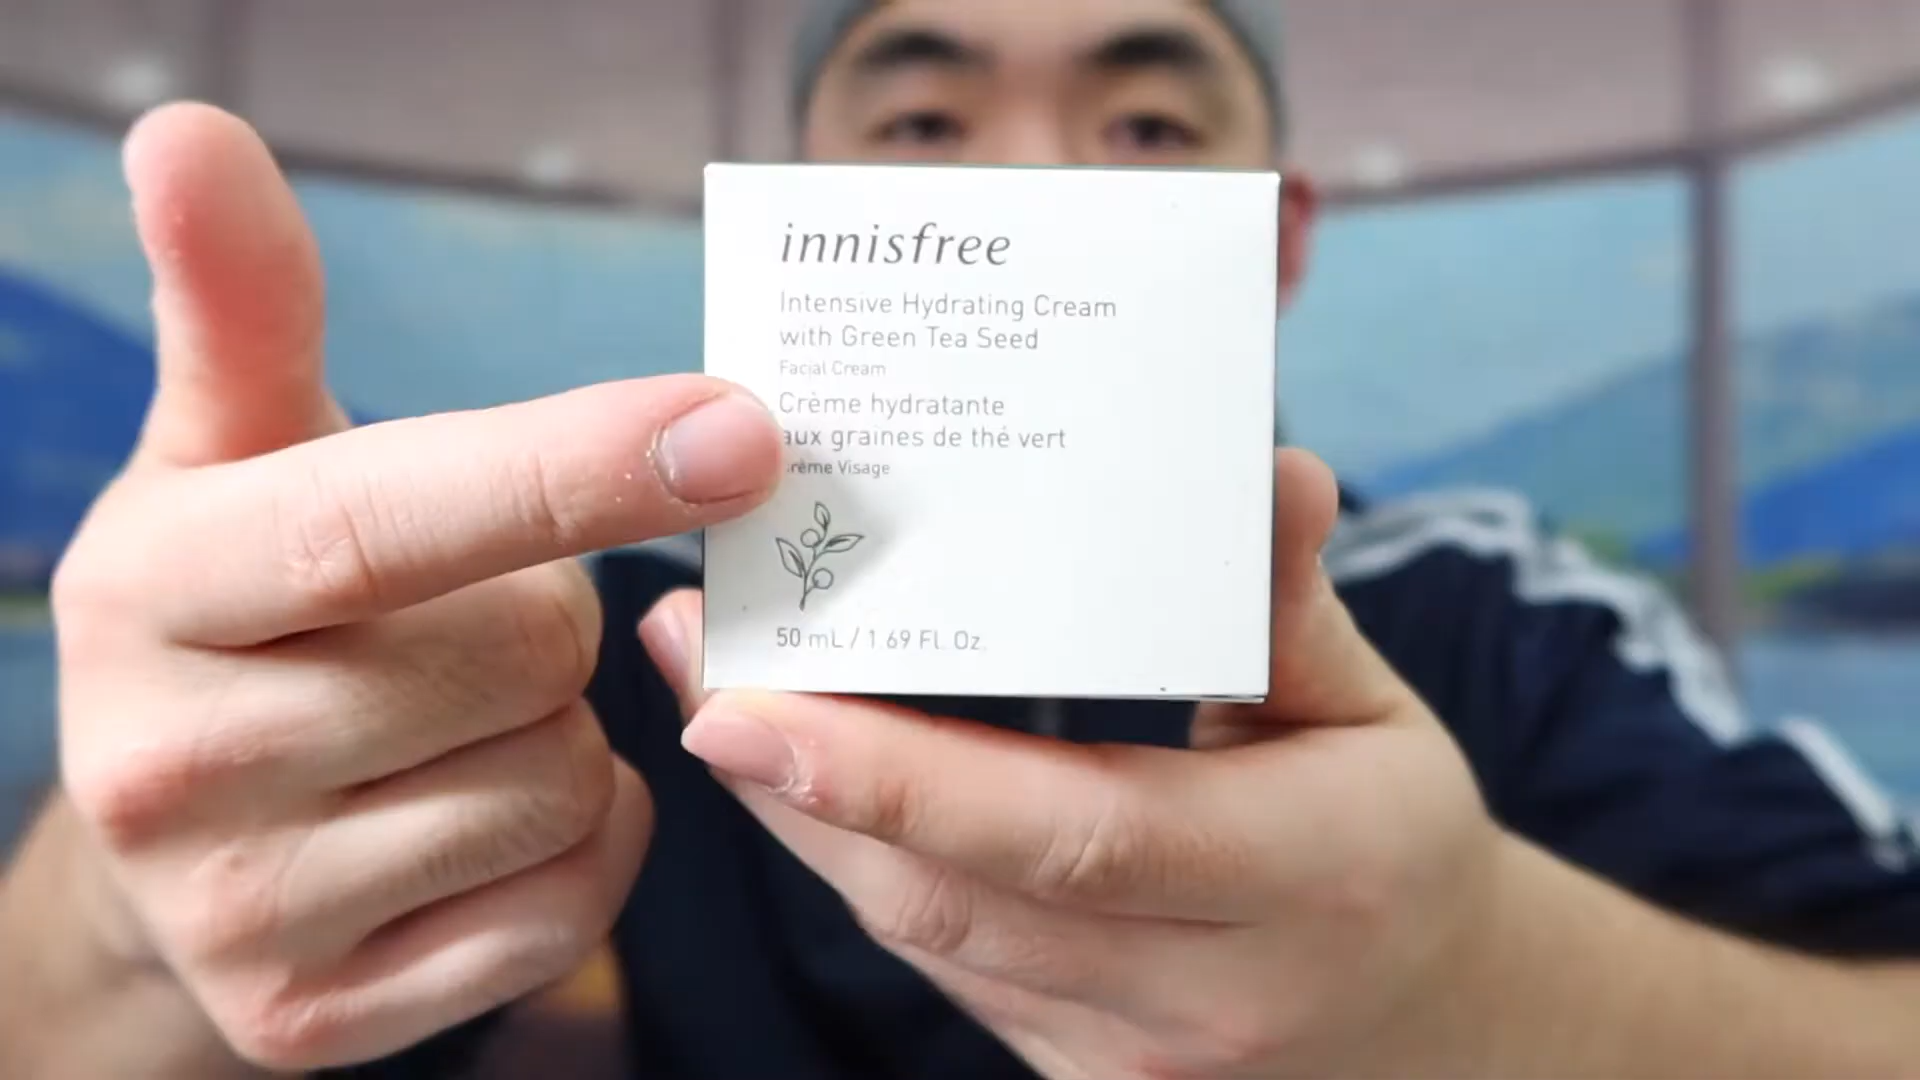 innisfree
Intensive Hydrating Cream
with Green Tea Seed
Facial Cream
Crème hydratante
aux graines de thé vert
rème Visage
50 mL / 1.69 Fl. Oz.